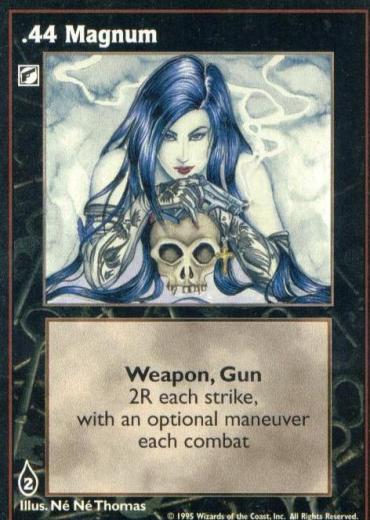 .44 Magnum
Weapon, Gun
2R each strike,
with an optional maneuver
each combat
2
Illus. Né Né Thomas
© 1995 Wizards of the Coast, Inc. All Rights Reserved.